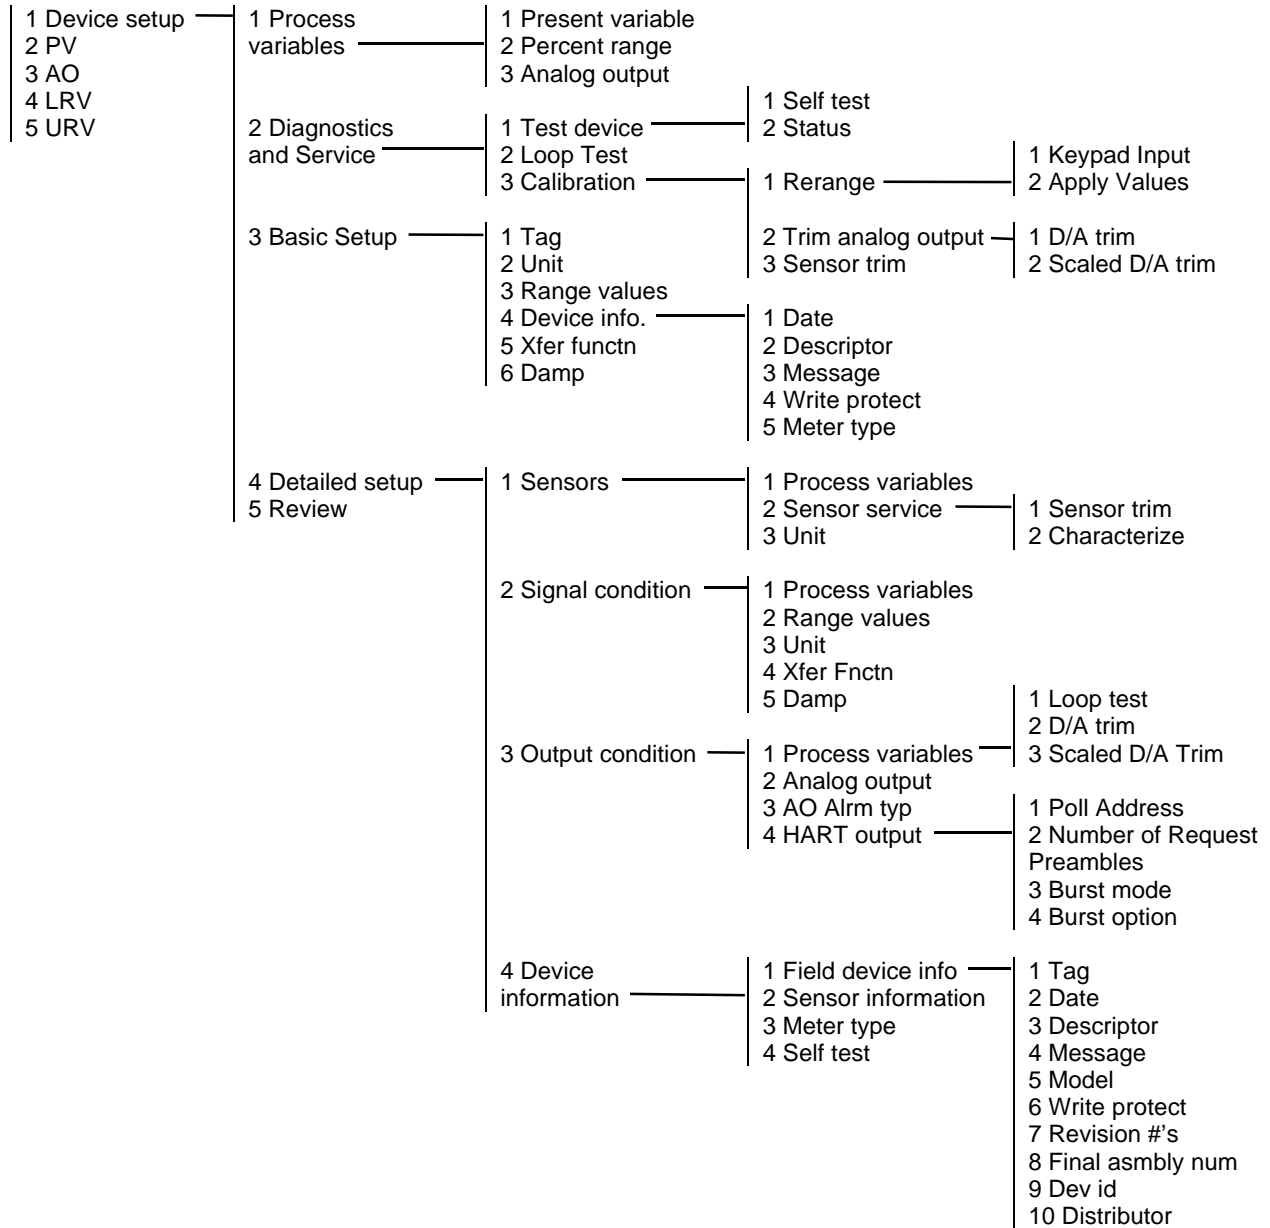 1 Device setup
2 PV
3 AO
4 LRV
5 URV
1 Process
variables
2 Diagnostics
and Service
3 Basic Setup
4 Detailed setup
5 Review
1 Present variable
2 Percent range
3 Analog output
1 Test device
2 Loop Test
3 Calibration
1 Tag
2 Unit
3 Range values
4 Device info.
5 Xfer functn
6 Damp
1 Sensors
2 Signal condition
3 Output condition
4 Device
information
1 Self test
2 Status
1 Rerange
2 Trim analog output
3 Sensor trim
1 Date
2 Descriptor
3 Message
4 Write protect
5 Meter type
1 Process variables
2 Sensor service
3 Unit
1 Process variables
2 Range values
3 Unit
4 Xfer Fnctn
5 Damp
1 Process variables
2 Analog output
3 AO Alrm typ
4 HART output
1 Field device info
2 Sensor information
3 Meter type
4 Self test
1 Keypad Input
2 Apply Values
1 D/A trim
2 Scaled D/A trim
1 Sensor trim
2 Characterize
1 Loop test
2 D/A trim
3 Scaled D/A Trim
1 Poll Address
2 Number of Request
Preambles
3 Burst mode
4 Burst option
1 Tag
2 Date
3 Descriptor
4 Message
5 Model
6 Write protect
7 Revision #'s
8 Final asmbly num
9 Dev id
10 Distributor